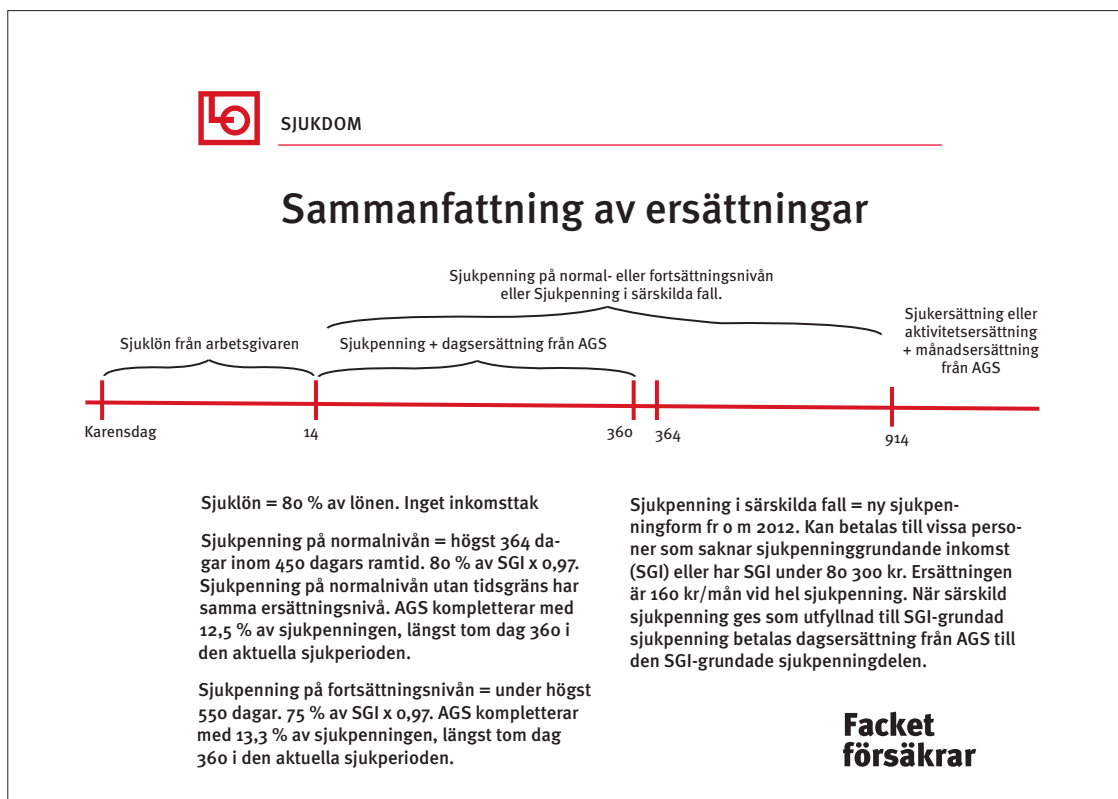 LO
SJUKDOM
Sammanfattning av ersättningar
Sjukpenning på normal- eller fortsättningsnivån
eller Sjukpenning i särskilda fall.
Sjukersättning eller
aktivitetsersättning
+ månadsersättning
från AGS
Sjuklön från arbetsgivaren
Sjukpenning + dagsersättning från AGS
Karensdag
14
360
364
914
Sjuklön = 80 % av lönen. Inget inkomsttak
Sjukpenning på normalnivån = högst 364 da-
gar inom 450 dagars ramtid. 80 % av SGI x 0,97.
Sjukpenning på normalnivån utan tidsgräns har
samma ersättningsnivå. AGS kompletterar med
12,5 % av sjukpenningen, längst tom dag 360 i
den aktuella sjukperioden.
Sjukpenning på fortsättningsnivån = under högst
550 dagar. 75 % av SGI x 0,97. AGS kompletterar
med 13,3 % av sjukpenningen, längst tom dag
360 i den aktuella sjukperioden.
Sjukpenning i särskilda fall = ny sjukpen-
ningform fr o m 2012. Kan betalas till vissa perso-
ner som saknar sjukpenninggrundande inkomst
(SGI) eller har SGI under 80 300 kr. Ersättningen
är 160 kr/mån vid hel sjukpenning. När särskild
sjukpenning ges som utfyllnad till SGI-grundad
sjukpenning betalas dagsersättning från AGS till
den SGI-grundade sjukpenningdelen.
Facket
försäkrar